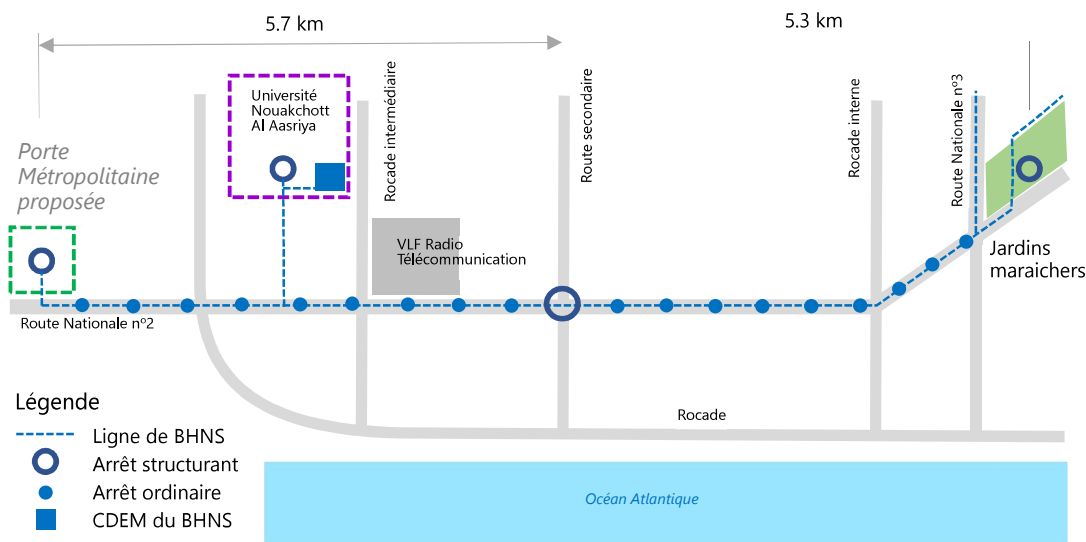 5.7 km
5.3 km
Université
Nouakchott
Al Aasriya
Rocade intermédiaire
Route secondaire
Rocade interne
Route Nationale nº3
Porte
Métropolitaine
proposée
VLF Radio
Télécommunication
Jardins
maraichers
Route Nationale nº2
Légende
Ligne de BHNS
Arrêt structurant
Arrêt ordinaire
CDEM du BHNS
Rocade
Océan Atlantique